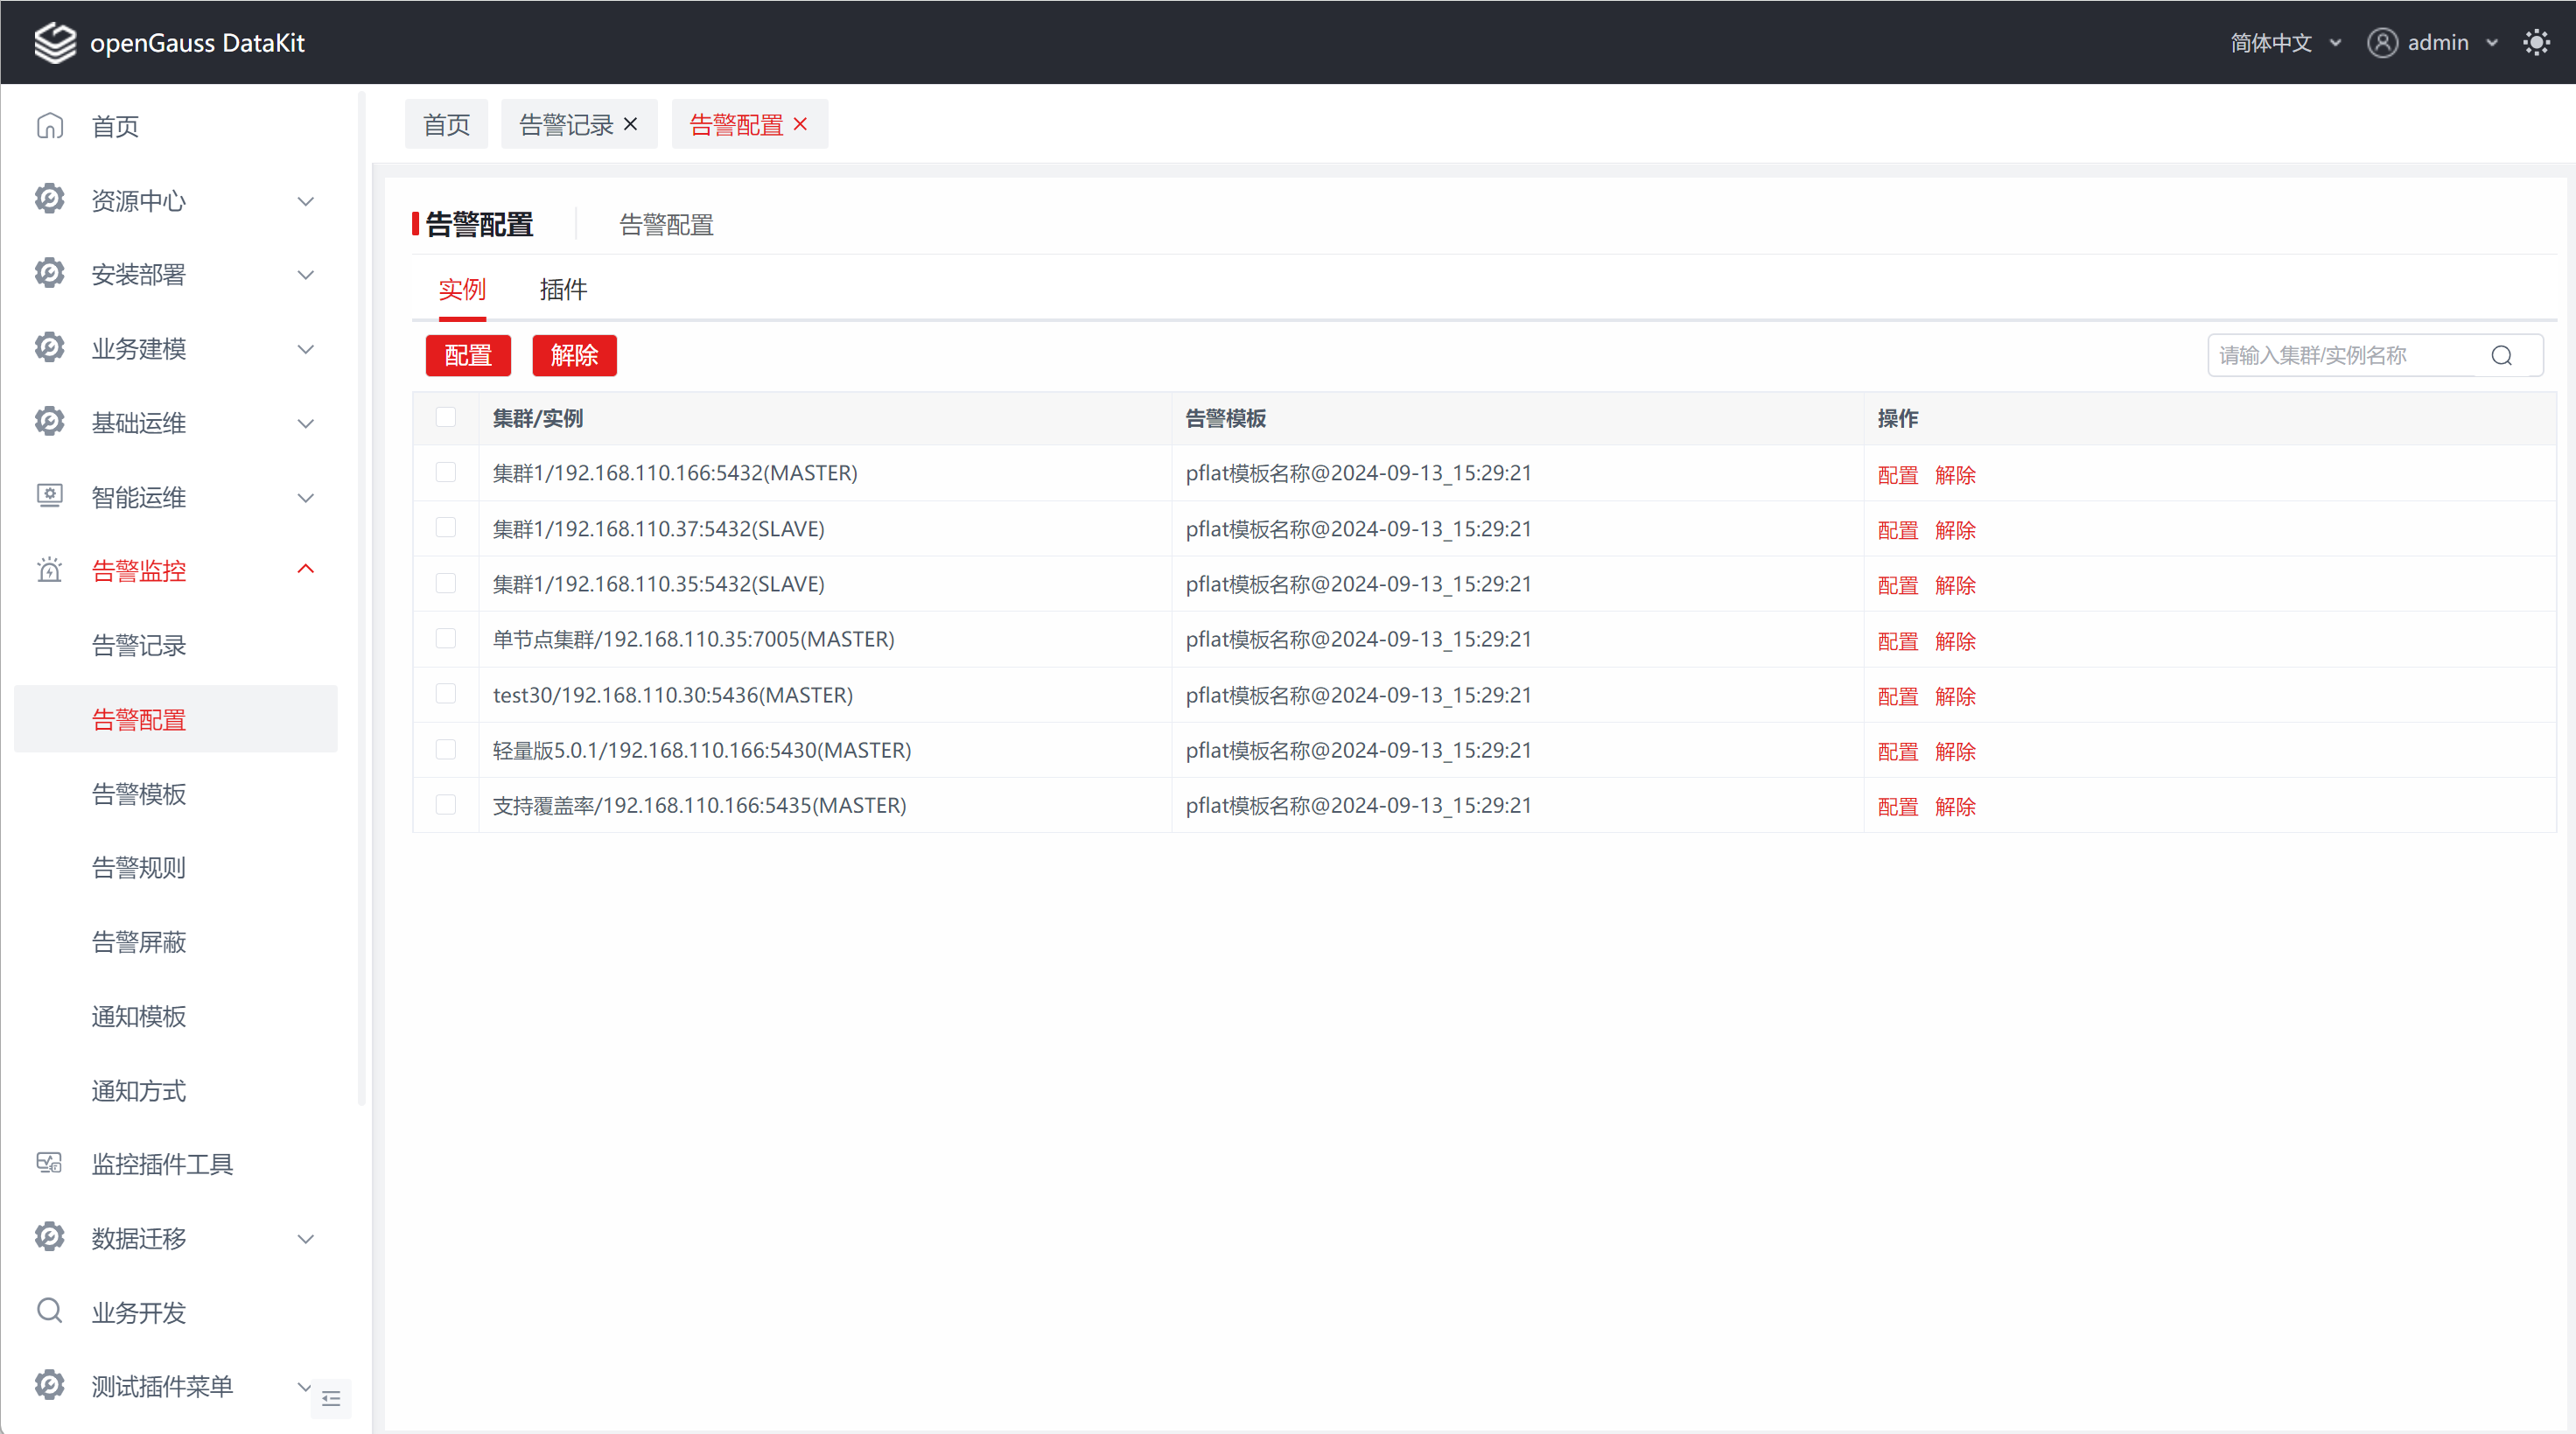 openGauss DataKit
简体中文 admin
首页
资源中心
安装部署
业务建模
基础运维
智能运维
告警监控
告警记录
告警配置
告警模板
告警规则
告警屏蔽
通知模板
通知方式
监控插件工具
数据迁移
业务开发
测试插件菜单
首页 告警记录 告警配置
告警配置 告警配置
实例 插件
配置 解除 请输入集群/实例名称
集群/实例 告警模板 操作
集群1/192.168.110.166:5432(MASTER) pflat模板名称@2024-09-13_15:29:21 配置 解除
集群1/192.168.110.37:5432(SLAVE) pflat模板名称@2024-09-13_15:29:21 配置 解除
集群1/192.168.110.35:5432(SLAVE) pflat模板名称@2024-09-13_15:29:21 配置 解除
单节点集群/192.168.110.35:7005(MASTER) pflat模板名称@2024-09-13_15:29:21 配置 解除
test30/192.168.110.30:5436(MASTER) pflat模板名称@2024-09-13_15:29:21 配置 解除
轻量版5.0.1/192.168.110.166:5430(MASTER) pflat模板名称@2024-09-13_15:29:21 配置 解除
支持覆盖率/192.168.110.166:5435(MASTER) pflat模板名称@2024-09-13_15:29:21 配置 解除